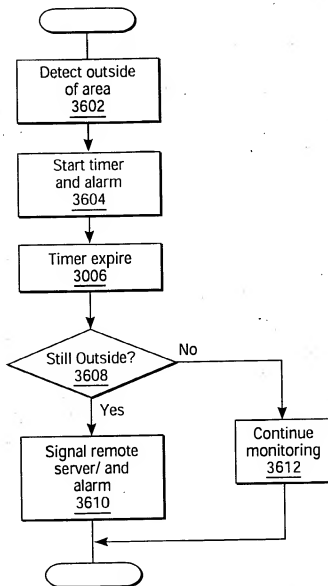 Detect outside
of area
3602
Start timer
and alarm
3604
Timer expire
3006
Still Outside?
3608
No
Yes
Signal remote
server/ and
alarm
3610
Continue
monitoring
3612